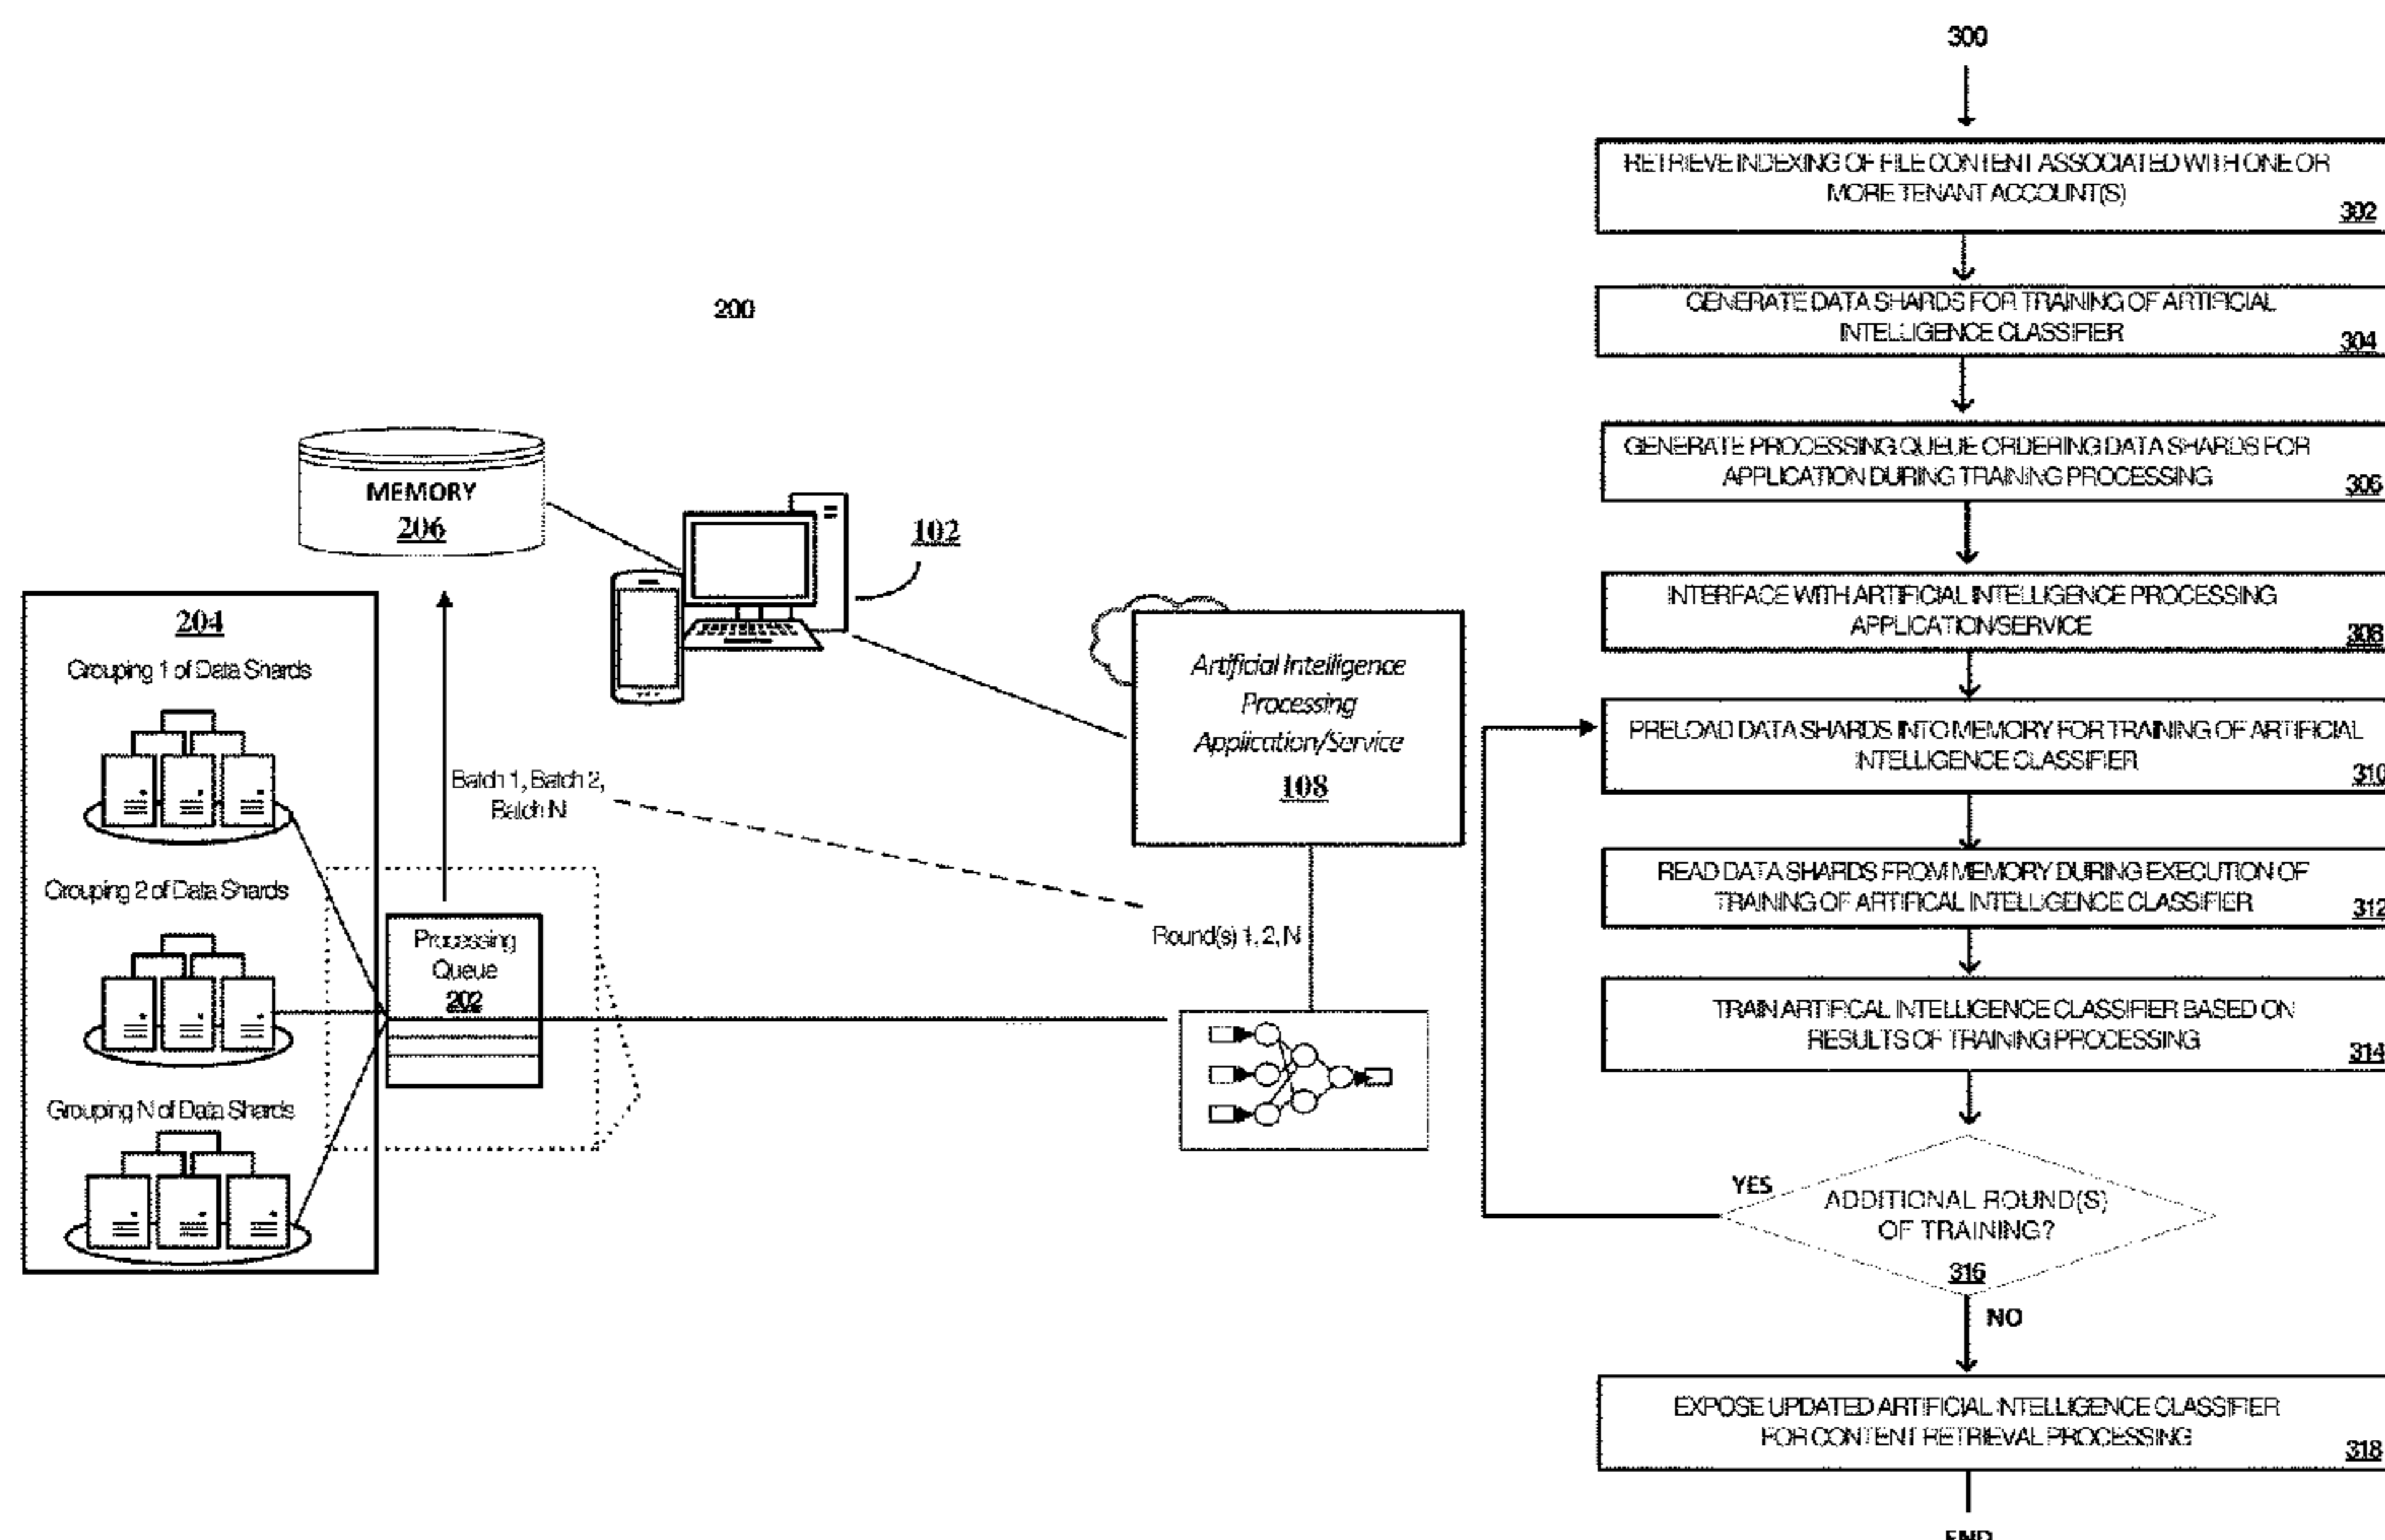 200
MEMORY
206
102
204
Grouping 1 of Data Shards
Grouping 2 of Data Shards
Grouping N of Data Shards
Batch 1, Batch 2,
Batch N
Processing
Queue
202
Artificial Intelligence
Processing
Application/Service
108
Round(s) 1, 2, N
300
RETRIEVE INDEXING OF FILE CONTENT ASSOCIATED WITH ONE OR
MORE TENANT ACCOUNT(S)
302
GENERATE DATA SHARDS FOR TRAINING OF ARTIFICIAL
INTELLIGENCE CLASSIFIER
304
GENERATE PROCESSING QUEUE ORDERING DATA SHARDS FOR
APPLICATION DURING TRAINING PROCESSING
306
INTERFACE WITH ARTIFICIAL INTELLIGENCE PROCESSING
APPLICATION/SERVICE
308
PRELOAD DATA SHARDS INTO MEMORY FOR TRAINING OF ARTIFICIAL
INTELLIGENCE CLASSIFIER
310
READ DATA SHARDS FROM MEMORY DURING EXECUTION OF
TRAINING OF ARTIFICAL INTELLIGENCE CLASSIFIER
312
TRAIN ARTIFICAL INTELLIGENCE CLASSIFIER BASED ON
RESULTS OF TRAINING PROCESSING
314
YES
ADDITIONAL ROUND(S)
OF TRAINING?
316
NO
EXPOSE UPDATED ARTIFICIAL INTELLIGENCE CLASSIFIER
FOR CONTENT RETRIEVAL PROCESSING
318
END